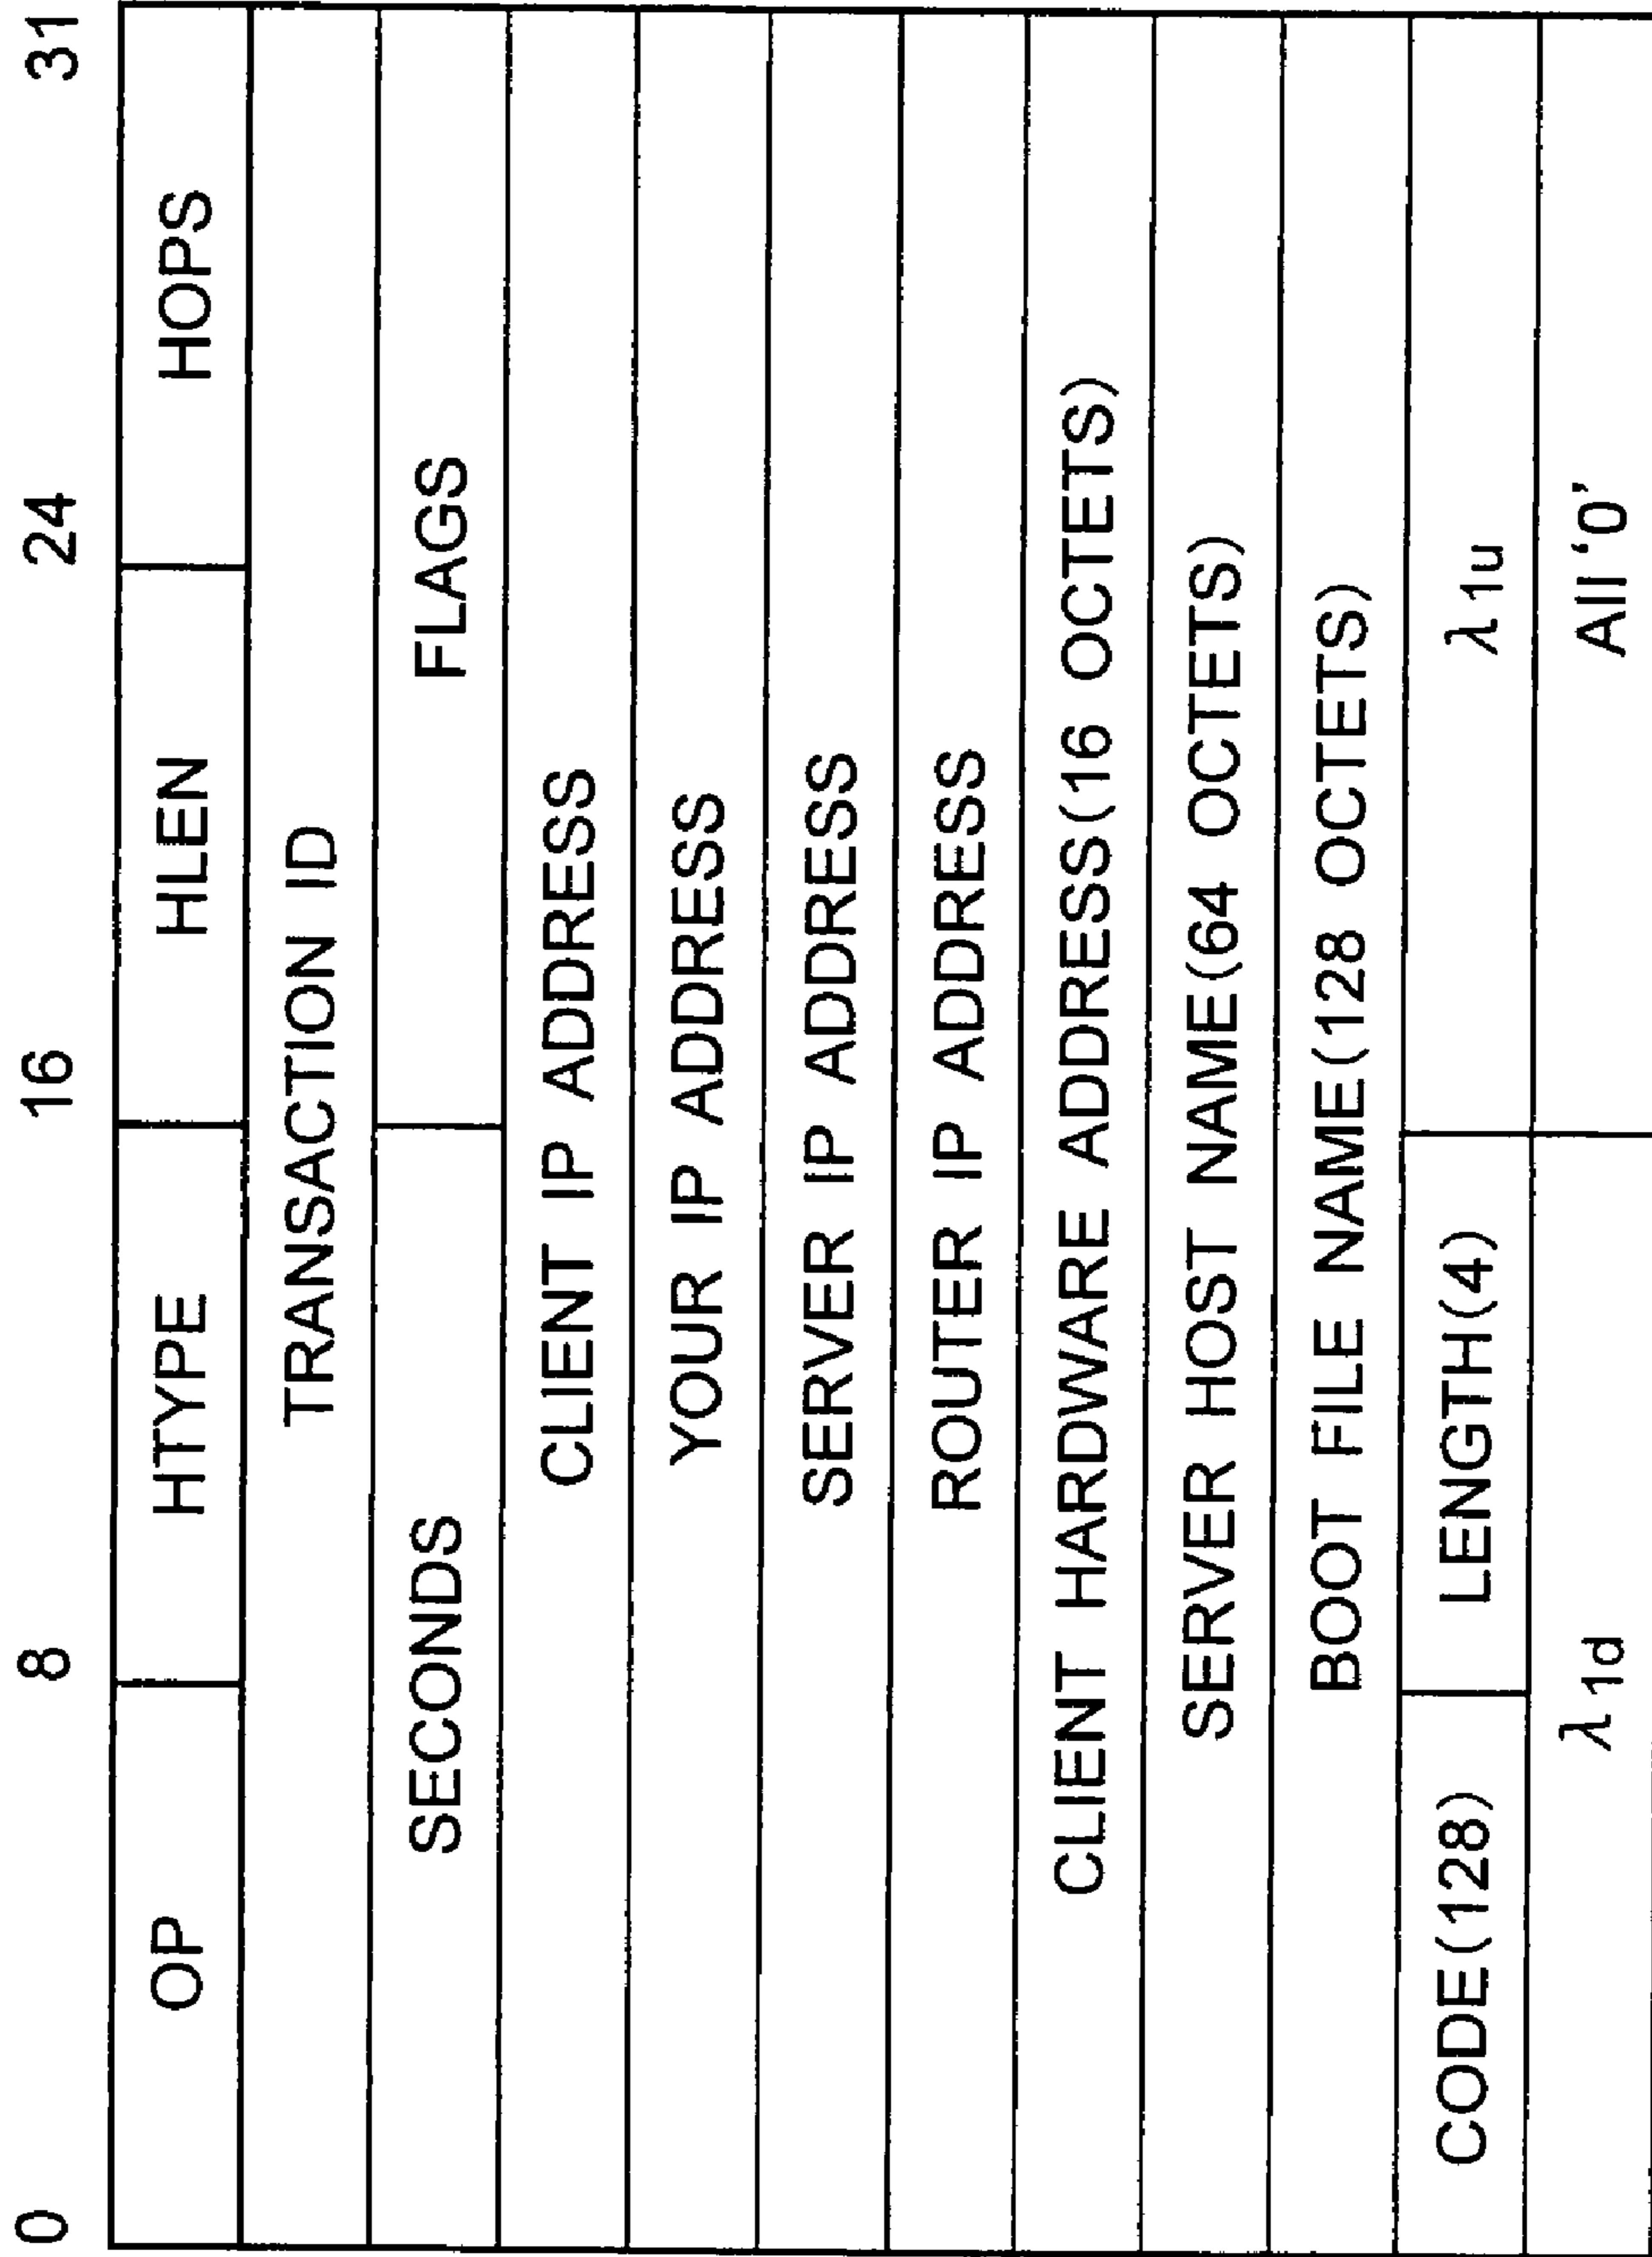 0 8 16 24 31
OP HTYPE HLEN HOPS
TRANSACTION ID
SECONDS FLAGS
CLIENT IP ADDRESS
YOUR IP ADDRESS
SERVER IP ADDRESS
ROUTER IP ADDRESS
CLIENT HARDWARE ADDRESS(16 OCTETS)
SERVER HOST NAME(64 OCTETS)
BOOT FILE NAME(128 OCTETS)
CODE(128) LENGTH(4) λ1u
λ1d All‘0’